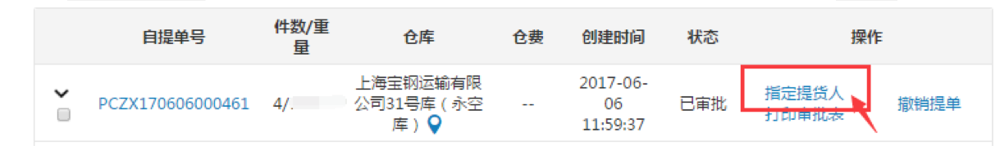 自提单号 件数/重量 仓库 仓费 创建时间 状态 操作
PCZX170606000461 4/. 上海宝钢运输有限 -- 2017-06- 已审批 指定提货人 撤销提单
公司31号库（永空 06 打印审批表
库） 11:59:37